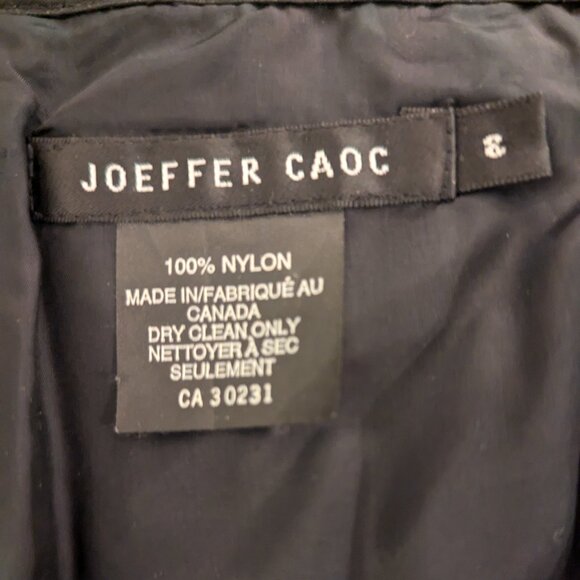 JOEFFER CAOC
8
100% NYLON
MADE IN/FABRIQUÉ AU
CANADA
DRY CLEAN ONLY
NETTOYER À SEC
SEULEMENT
CA 30231